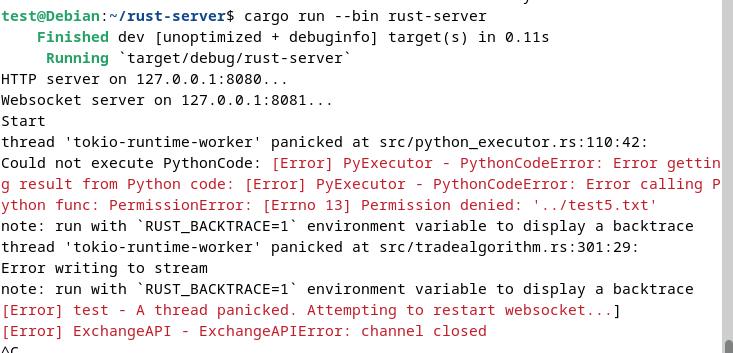 test@Debian:~/rust-server$ cargo run --bin rust-server
    Finished dev [unoptimized + debuginfo] target(s) in 0.11s
     Running `target/debug/rust-server`
HTTP server on 127.0.0.1:8080...
Websocket server on 127.0.0.1:8081...
Start
thread 'tokio-runtime-worker' panicked at src/python_executor.rs:110:42:
Could not execute PythonCode: [Error] PyExecutor - PythonCodeError: Error gettin
g result from Python code: [Error] PyExecutor - PythonCodeError: Error calling P
ython func: PermissionError: [Errno 13] Permission denied: '../test5.txt'
note: run with `RUST_BACKTRACE=1` environment variable to display a backtrace
thread 'tokio-runtime-worker' panicked at src/tradealgorithm.rs:301:29:
Error writing to stream
note: run with `RUST_BACKTRACE=1` environment variable to display a backtrace
[Error] test - A thread panicked. Attempting to restart websocket...]
[Error] ExchangeAPI - ExchangeAPIError: channel closed
^C